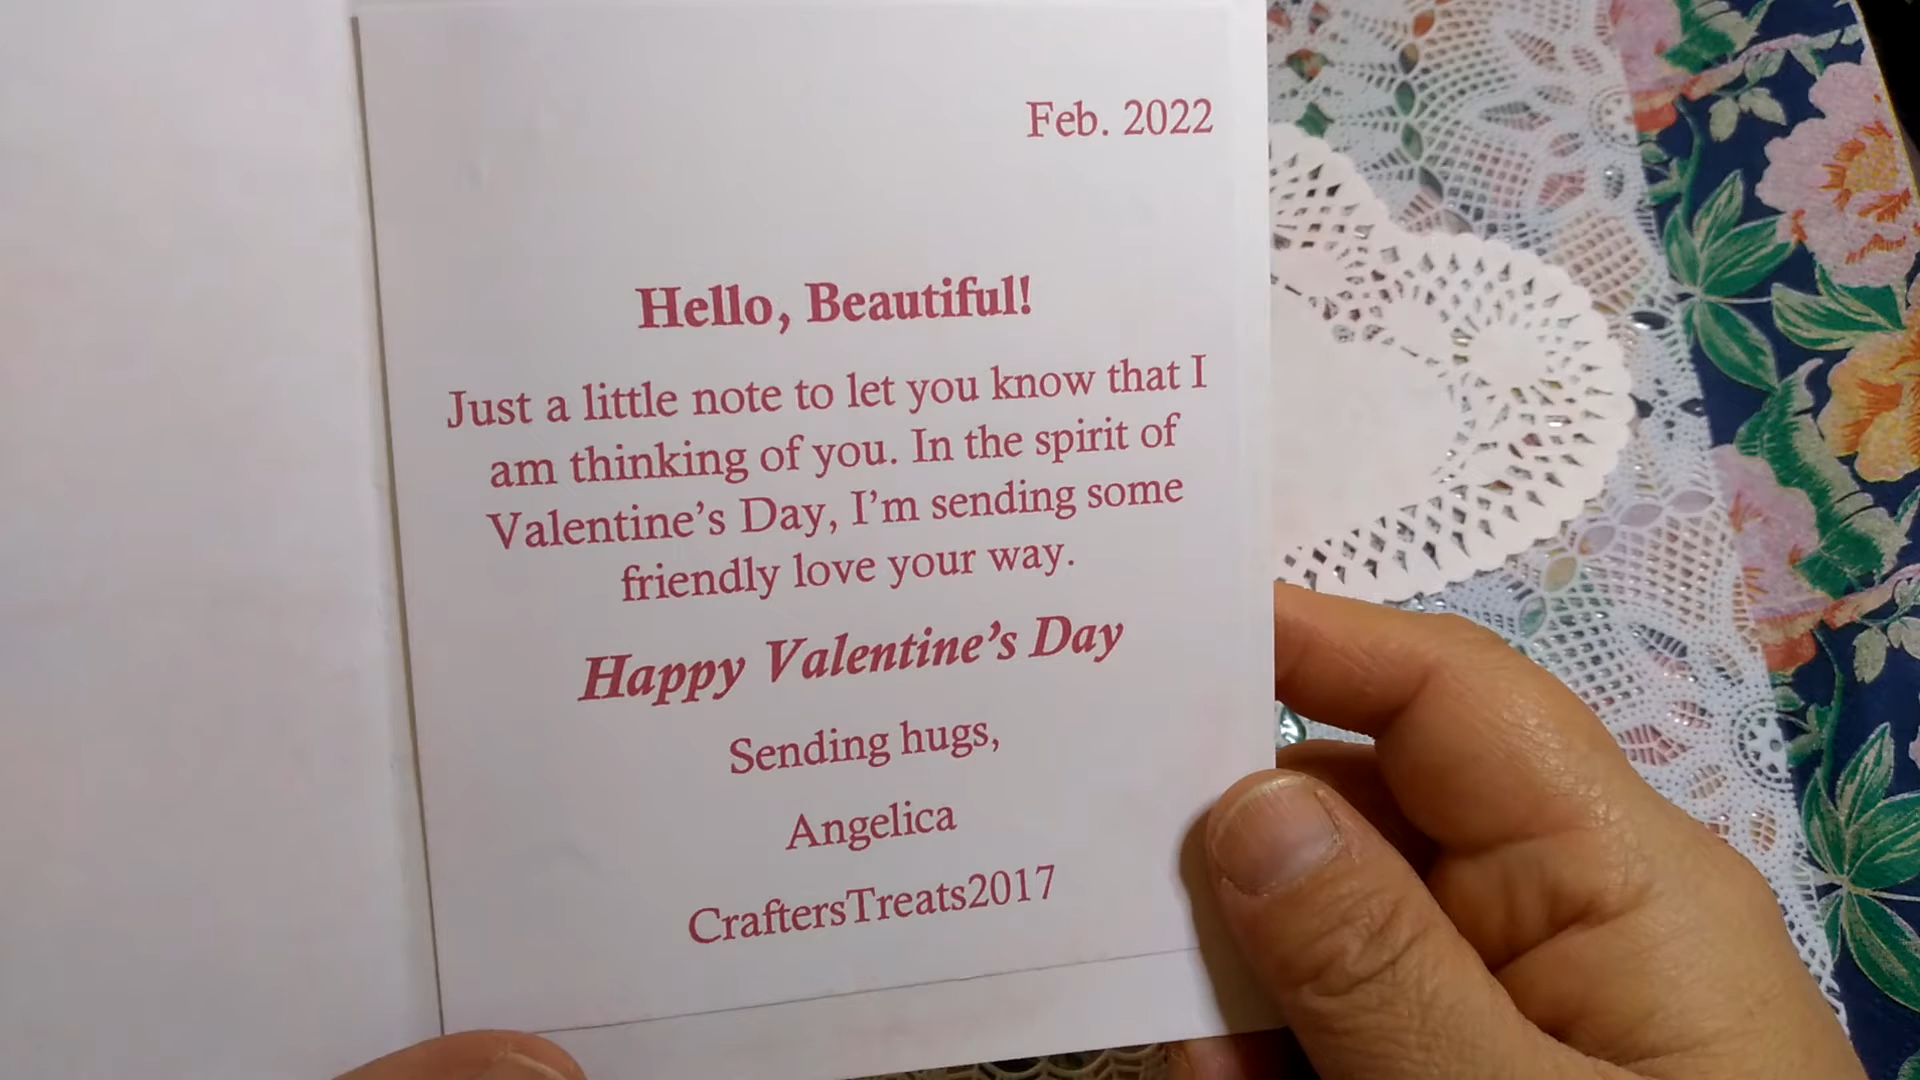 Feb. 2022
Hello, Beautiful!
Just a little note to let you know that I
am thinking of you. In the spirit of
Valentine's Day, I'm sending some
friendly love your way.
Happy Valentine's Day
Sending hugs,
Angelica
CraftersTreats2017